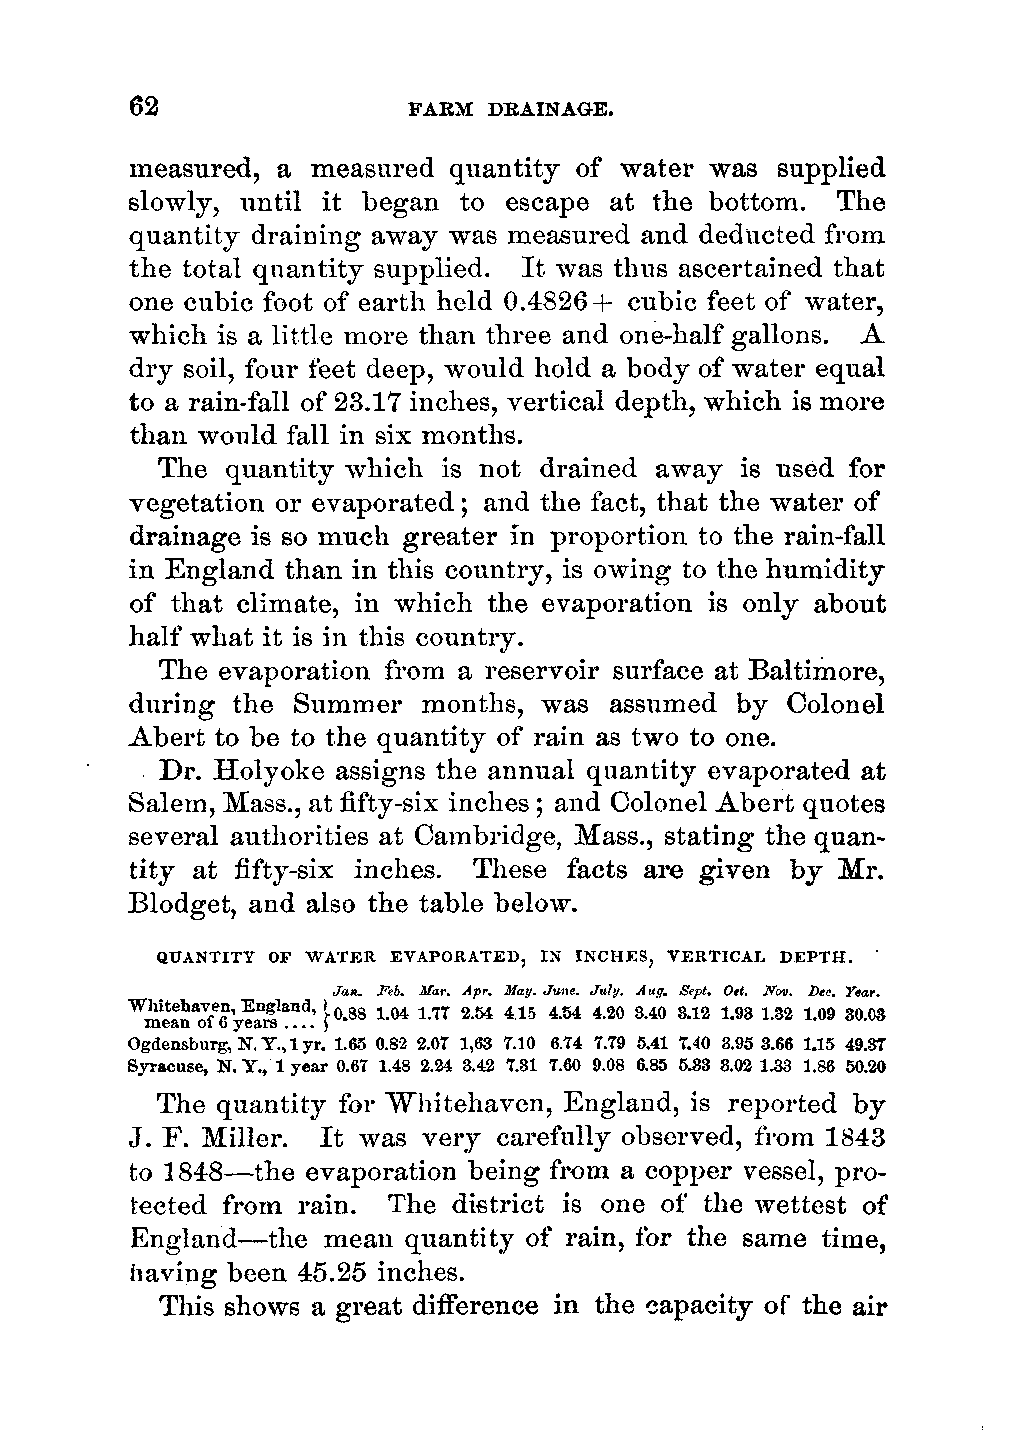 62 FARM DRAINAGE.
measured, a measured quantity of water was supplied
slowly, until it began to escape at the bottom. The
quantity draining away was measured and deducted from
the total quantity supplied. It was thus ascertained that
one cubic foot of earth held 0.4826+ cubic feet of water,
which is a little more than three and one-half gallons. A
dry soil, four feet deep, would hold a body of water equal
to a rain-fall of 23.17 inches, vertical depth, which is more
than would fall in six months.
The quantity which is not drained away is used for
vegetation or evaporated; and the fact, that the water of
drainage is so much greater in proportion to the rain-fall
in England than in this country, is owing to the humidity
of that climate, in which the evaporation is only about
half what it is in this country.
The evaporation from a reservoir surface at Baltimore,
during the Summer months, was assumed by Colonel
Abert to be to the quantity of rain as two to one.
Dr. Holyoke assigns the annual quantity evaporated at
Salem, Mass., at fifty-six inches; and Colonel Abert quotes
several authorities at Cambridge, Mass., stating the quan-
tity at fifty-six inches. These facts are given by Mr.
Blodget, and also the table below.
QUANTITY OF WATER EVAPORATED, IN INCHES, VERTICAL DEPTH.
Jan. Feb. Mar. Apr. May. June. July. Aug. Sept. Oct. Nov. Dec. Year.
Whitehaven, England,
mean of 6 years .... } 0.88 1.04 1.77 2.54 4.15 4.54 4.20 3.40 3.12 1.93 1.32 1.09 30.03
Ogdensburg, N. Y., 1 yr. 1.65 0.82 2.07 1,63 7.10 6.74 7.79 5.41 7.40 3.95 3.66 1.15 49.37
Syracuse, N. Y., 1 year 0.67 1.48 2.24 3.42 7.31 7.60 9.08 6.85 5.33 3.02 1.33 1.86 50.20
The quantity for Whitehaven, England, is reported by
J. F. Miller. It was very carefully observed, from 1843
to 1848—the evaporation being from a copper vessel, pro-
tected from rain. The district is one of the wettest of
England—the mean quantity of rain, for the same time,
having been 45.25 inches.
This shows a great difference in the capacity of the air